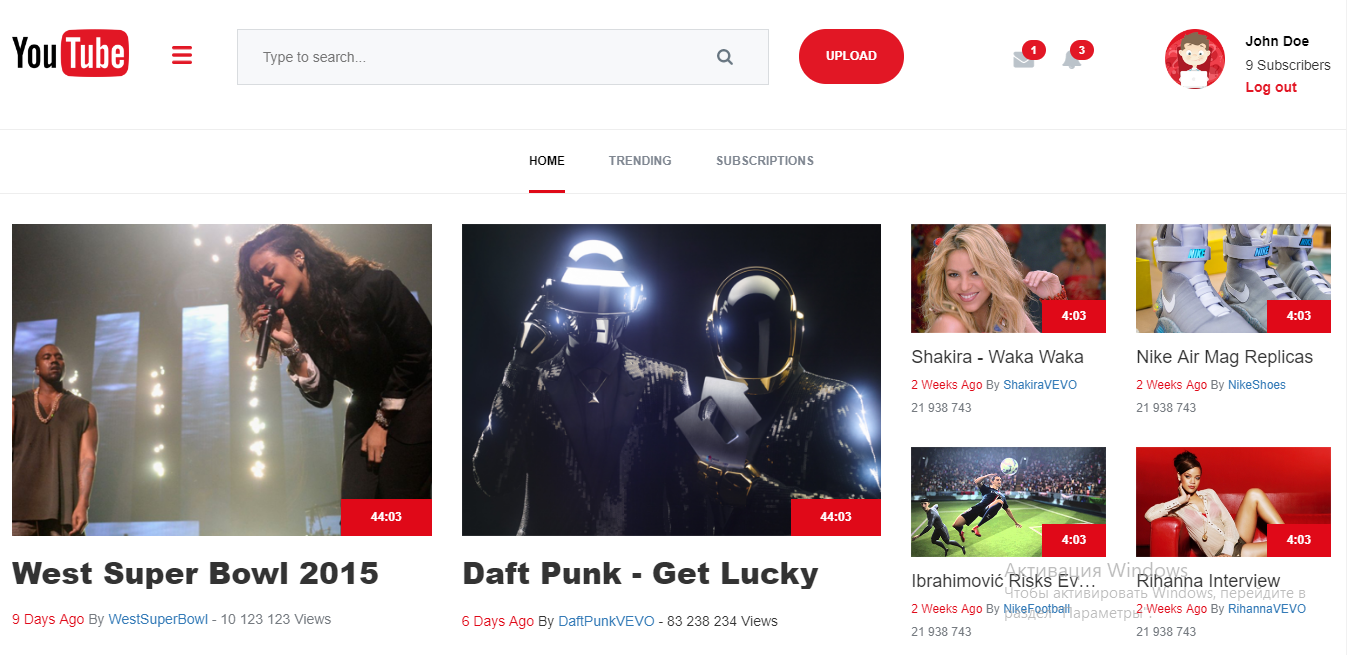 YouTube
Type to search...
UPLOAD
1
3
John Doe
9 Subscribers
Log out
HOME
TRENDING
SUBSCRIPTIONS
44:03
West Super Bowl 2015
9 Days Ago By WestSuperBowl - 10 123 123 Views
44:03
Daft Punk - Get Lucky
6 Days Ago By DaftPunkVEVO - 83 238 234 Views
4:03
Shakira - Waka Waka
2 Weeks Ago By ShakiraVEVO
21 938 743
NIKE
NIKE
NIKE
4:03
Nike Air Mag Replicas
2 Weeks Ago By NikeShoes
21 938 743
4:03
Ibrahimović Risks Ev...
2 Weeks Ago By NikeFootball
21 938 743
4:03
Rihanna Interview
2 Weeks Ago By RihannaVEVO
21 938 743
Активация Windows
Чтобы активировать Windows, перейдите в
раздел "Параметры".